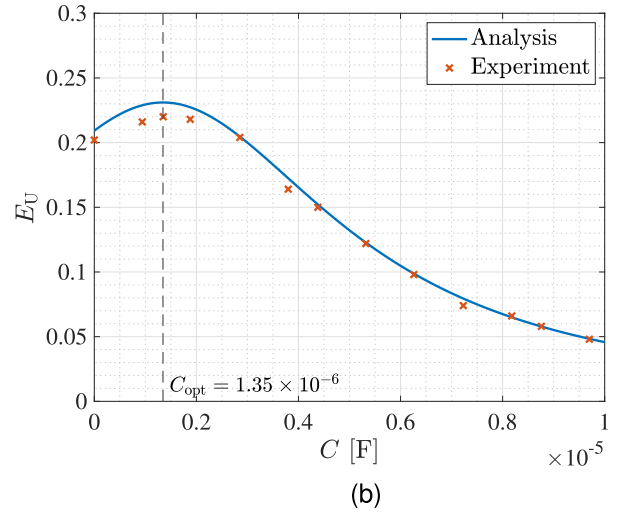 0.3
0.25
0.2
0.15
0.1
0.05
0
E_U
Analysis
Experiment
C_opt = 1.35 × 10^-6
0 0.2 0.4 0.6 0.8 1
C [F]
×10^-5
(b)